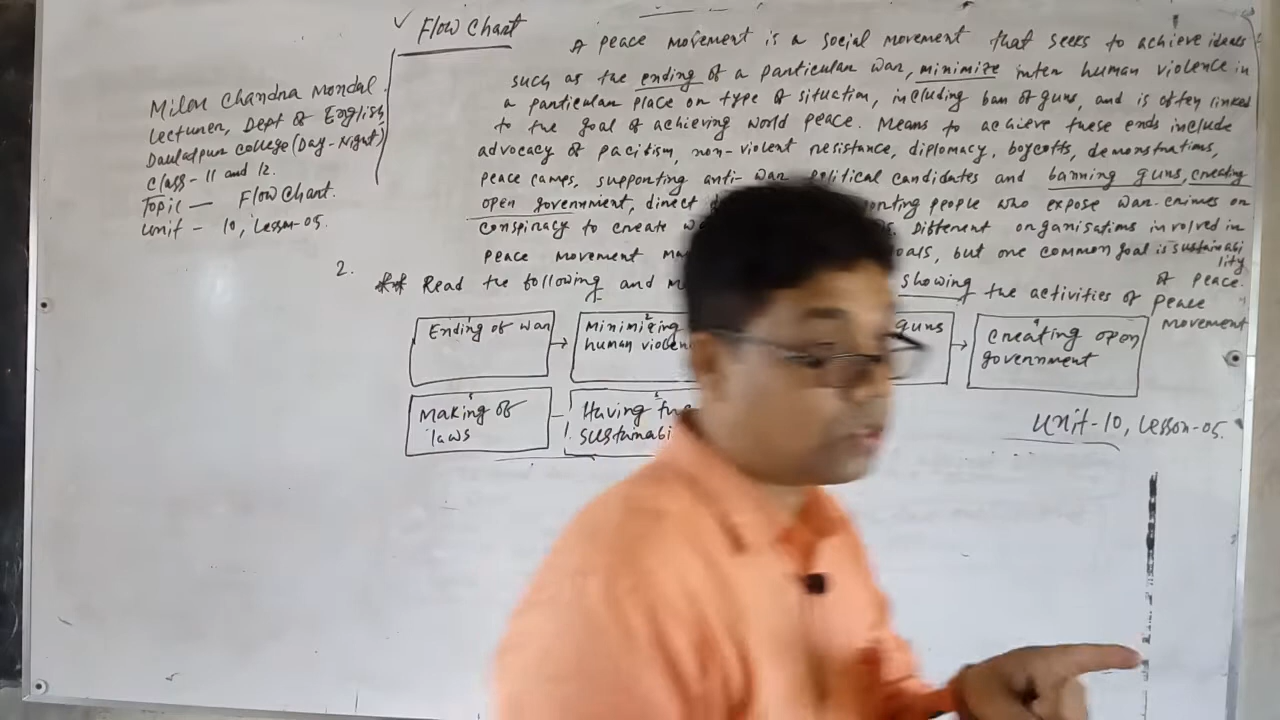 ✓ Flow Chart
Milon Chandra Mondal
Lecturer, Dept of English
Daulatpur College (Day-Night)
Class - 11 and 12.
Topic — Flow Chart.
Unit - 10, Lesson-05.
A peace movement is a social movement that seeks to achieve ideals
such as the ending of a particular war, minimize inter human violence in
a particular place or type of situation, including ban of guns, and is often linked
to the goal of achieving world peace. Means to achieve these ends include
advocacy of pacifism, non-violent resistance, diplomacy, boycotts, demonstrations,
peace camps, supporting anti-war political candidates and banning guns, creating
open government, direct people who expose war-crimes or
conspiracy to create Different organisations involved in
peace movement but one common goal is sustainabi
lity
of peace.
2.
** Read the following and showing the activities of peace
movement
Ending of war
Minimizing
human
guns
Creating open
government
Making of
laws
Having
Unit-10, Lesson-05.